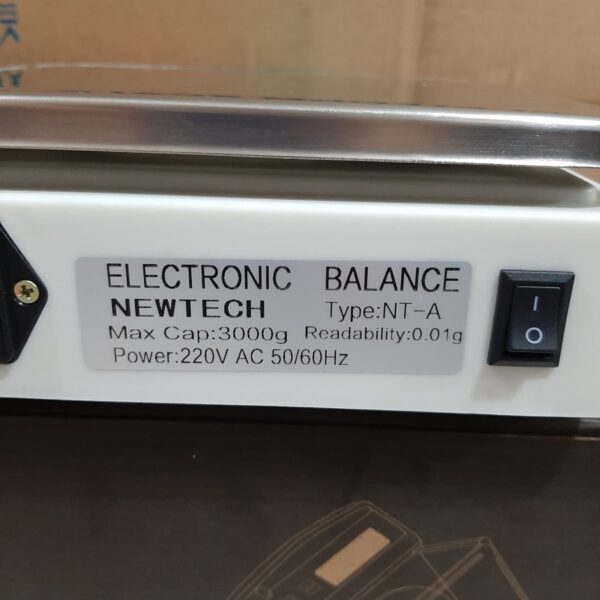 ELECTRONIC BALANCE
NEWTECH Type:NT-A
Max Cap:3000g Readability:0.01g
Power:220V AC 50/60Hz
I
O